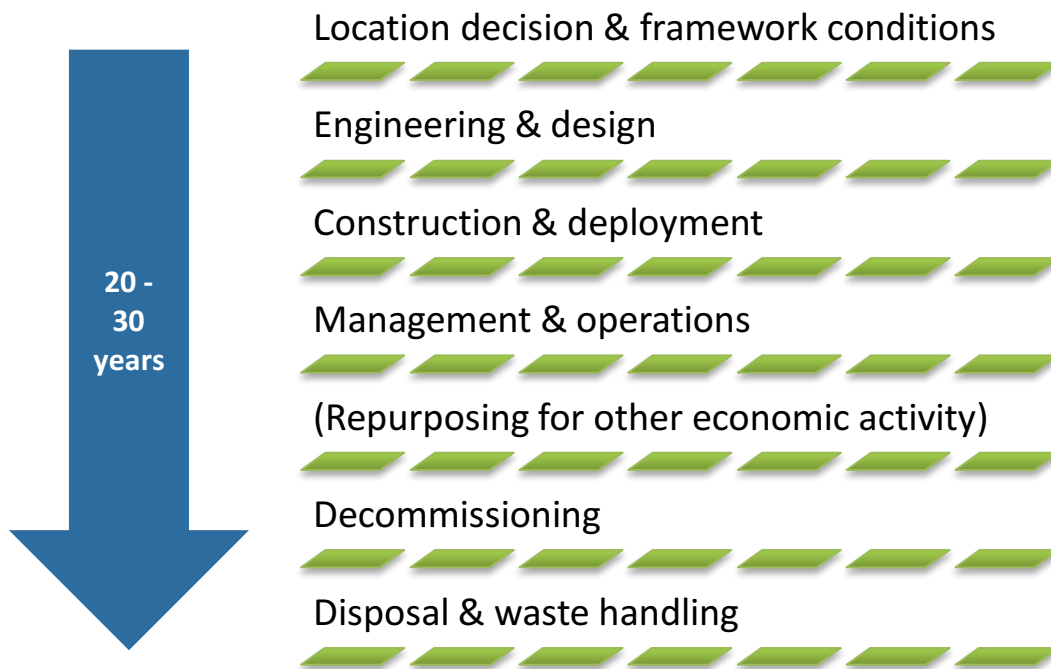 Location decision & framework conditions
Engineering & design
Construction & deployment
20 -
30
years
Management & operations
(Repurposing for other economic activity)
Decommissioning
Disposal & waste handling